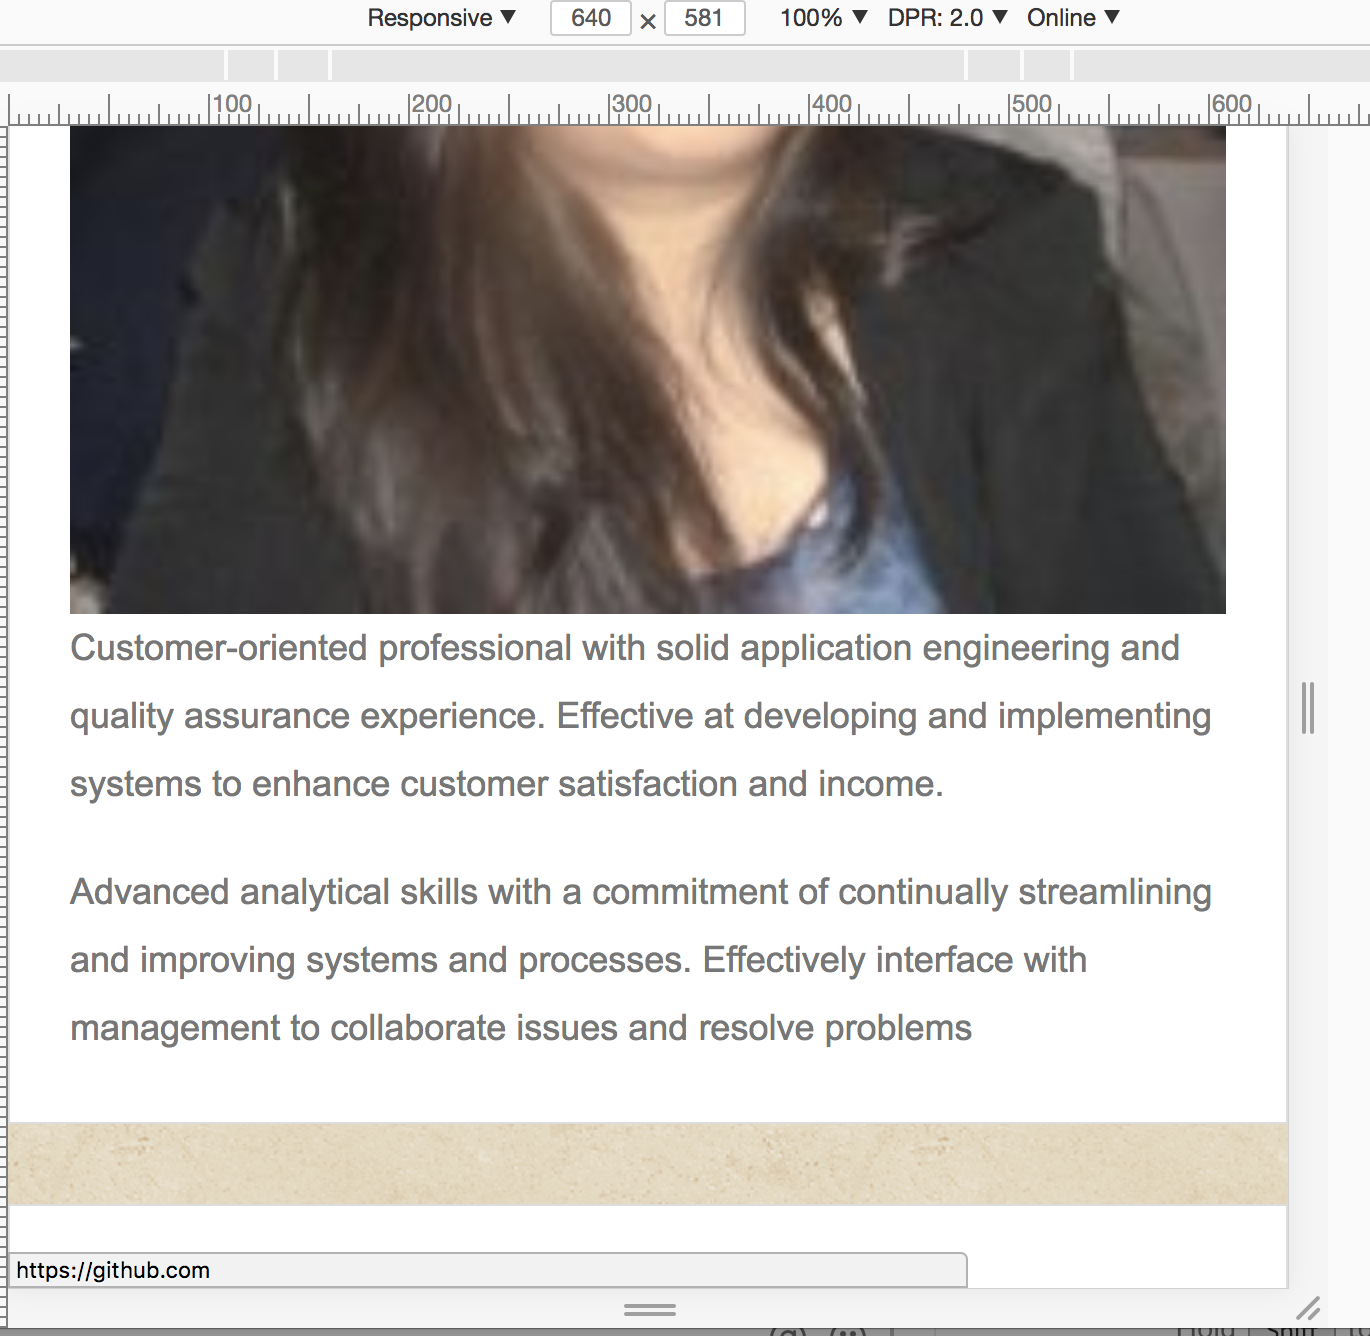 Responsive ▼ 640 × 581 100% ▼ DPR: 2.0 ▼ Online ▼
100 200 300 400 500 600
Customer-oriented professional with solid application engineering and
quality assurance experience. Effective at developing and implementing
systems to enhance customer satisfaction and income.
Advanced analytical skills with a commitment of continually streamlining
and improving systems and processes. Effectively interface with
management to collaborate issues and resolve problems
https://github.com